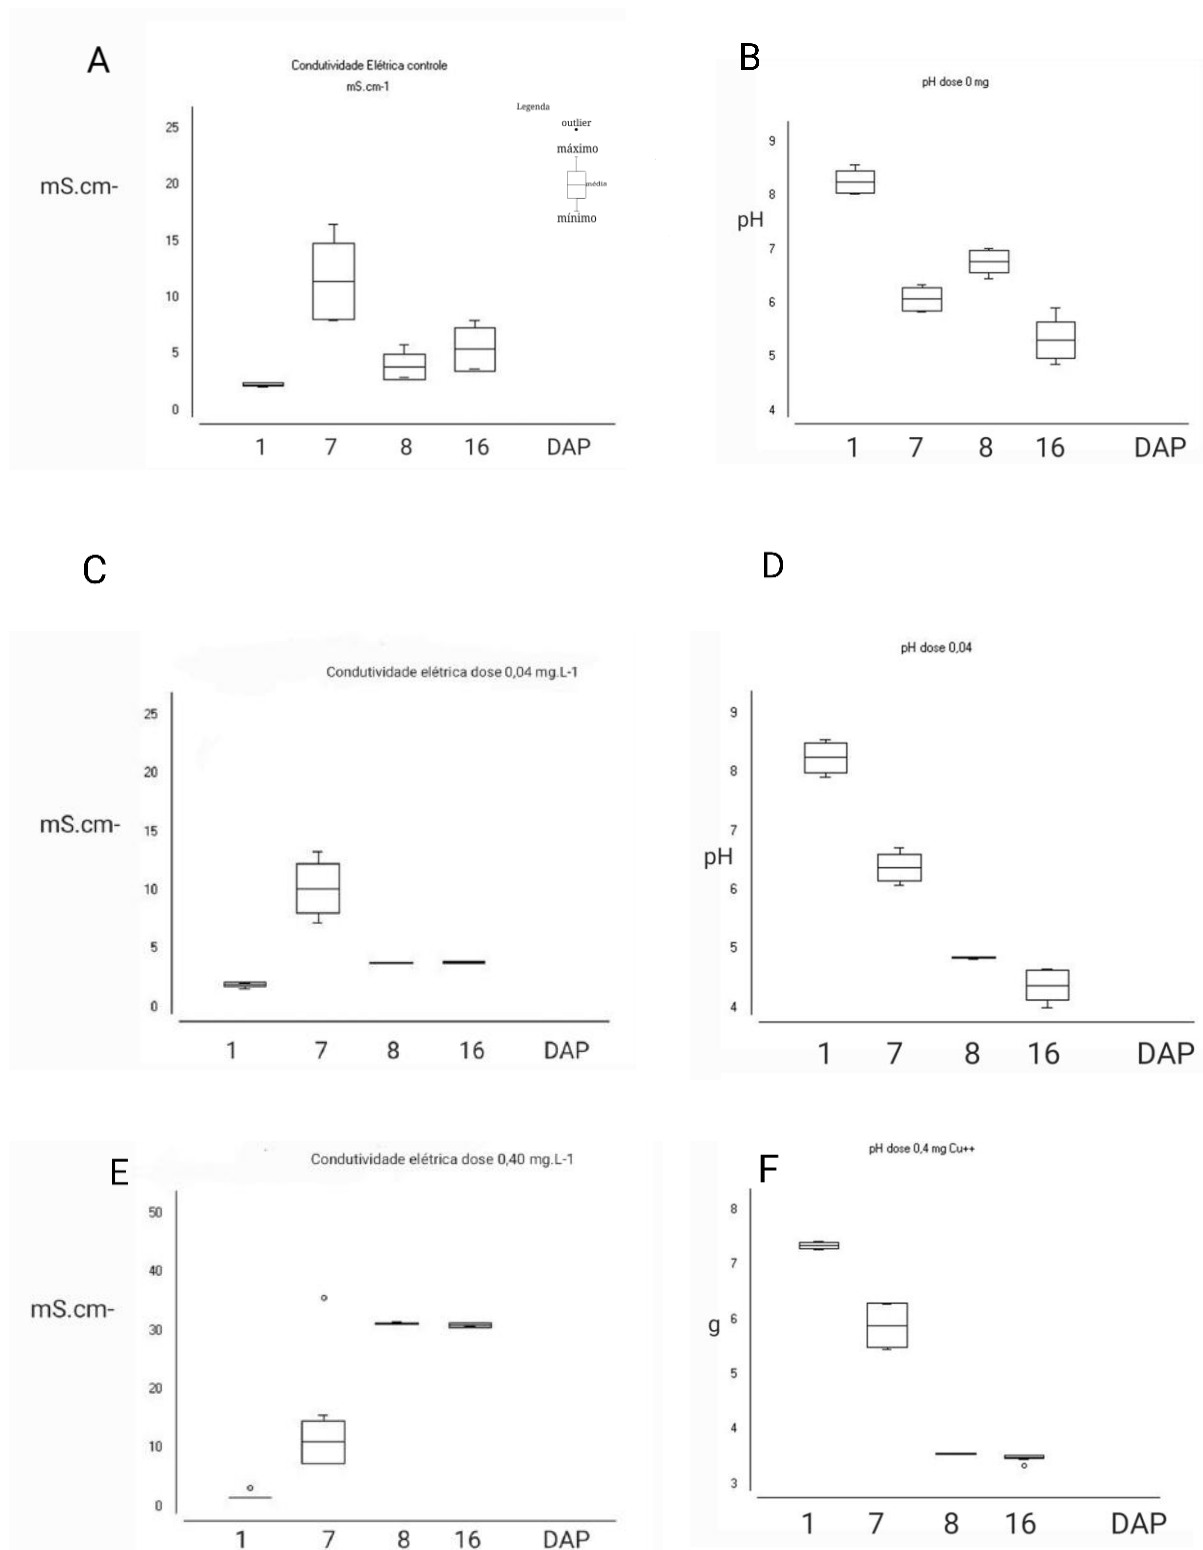 A
Condutividade Elétrica controle
mS.cm-1
Legenda
outlier
máximo
média
mínimo
25
20
15
10
5
0
mS.cm-
1 7 8 16 DAP
B
pH dose 0 mg
9
8
7
6
5
4
pH
1 7 8 16 DAP
C
Condutividade elétrica dose 0,04 mg.L-1
25
20
15
10
5
0
mS.cm-
1 7 8 16 DAP
D
pH dose 0,04
9
8
7
6
5
4
pH
1 7 8 16 DAP
E
Condutividade elétrica dose 0,40 mg.L-1
50
40
30
20
10
0
mS.cm-
1 7 8 16 DAP
F
pH dose 0,4 mg Cu++
8
7
6
5
4
3
g
1 7 8 16 DAP